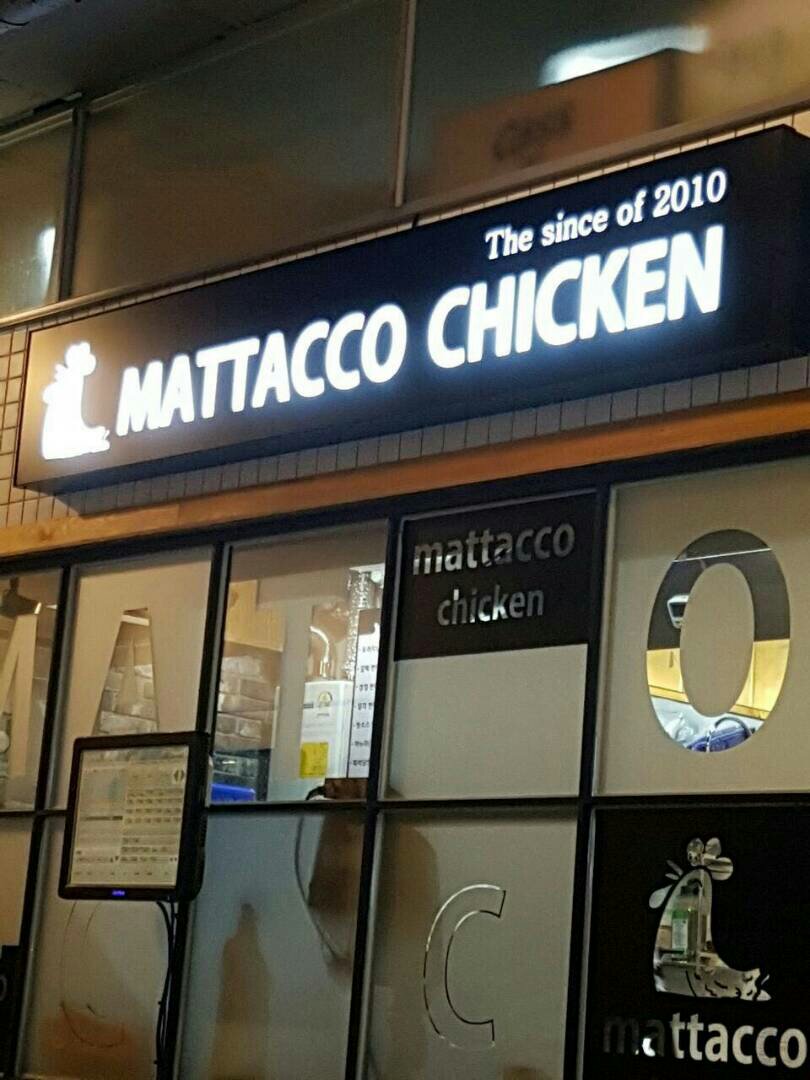 The since of 2010
MATTACCO CHICKEN
mattacco
chicken
M
A
T
O
C
mattacco